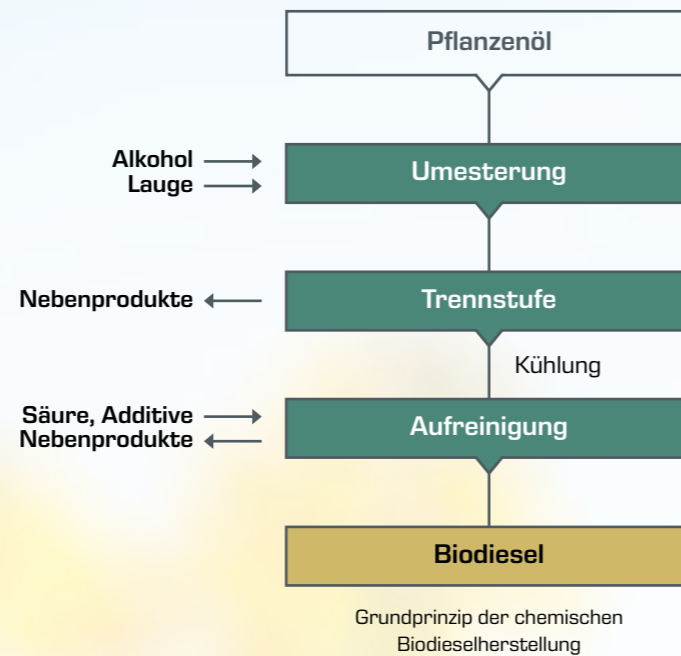 Pflanzenöl
Alkohol
Lauge
Umesterung
Nebenprodukte
Trennstufe
Kühlung
Säure, Additive
Nebenprodukte
Aufreinigung
Biodiesel
Grundprinzip der chemischen
Biodieselherstellung